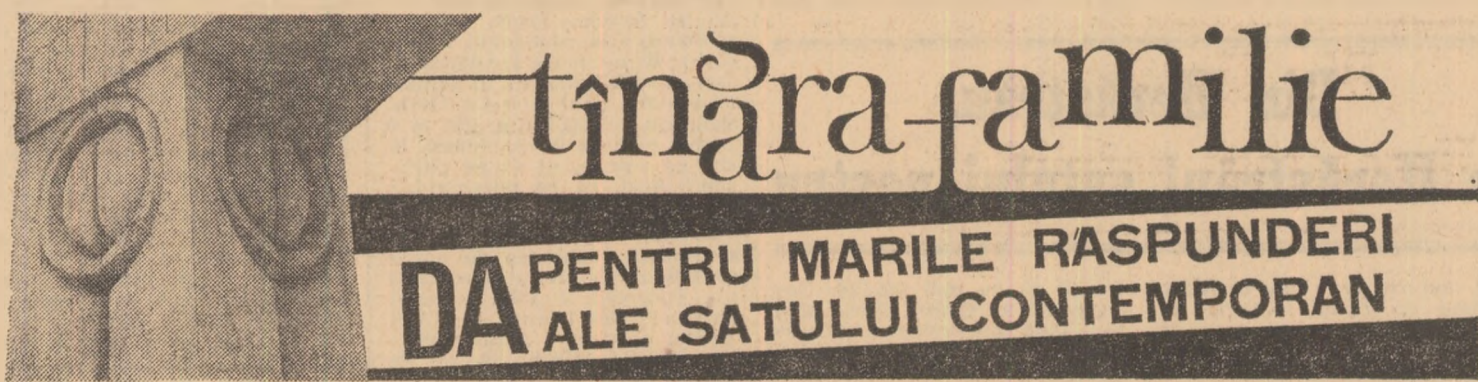 tînăra familie
DA PENTRU MARILE RĂSPUNDERI
ALE SATULUI CONTEMPORAN